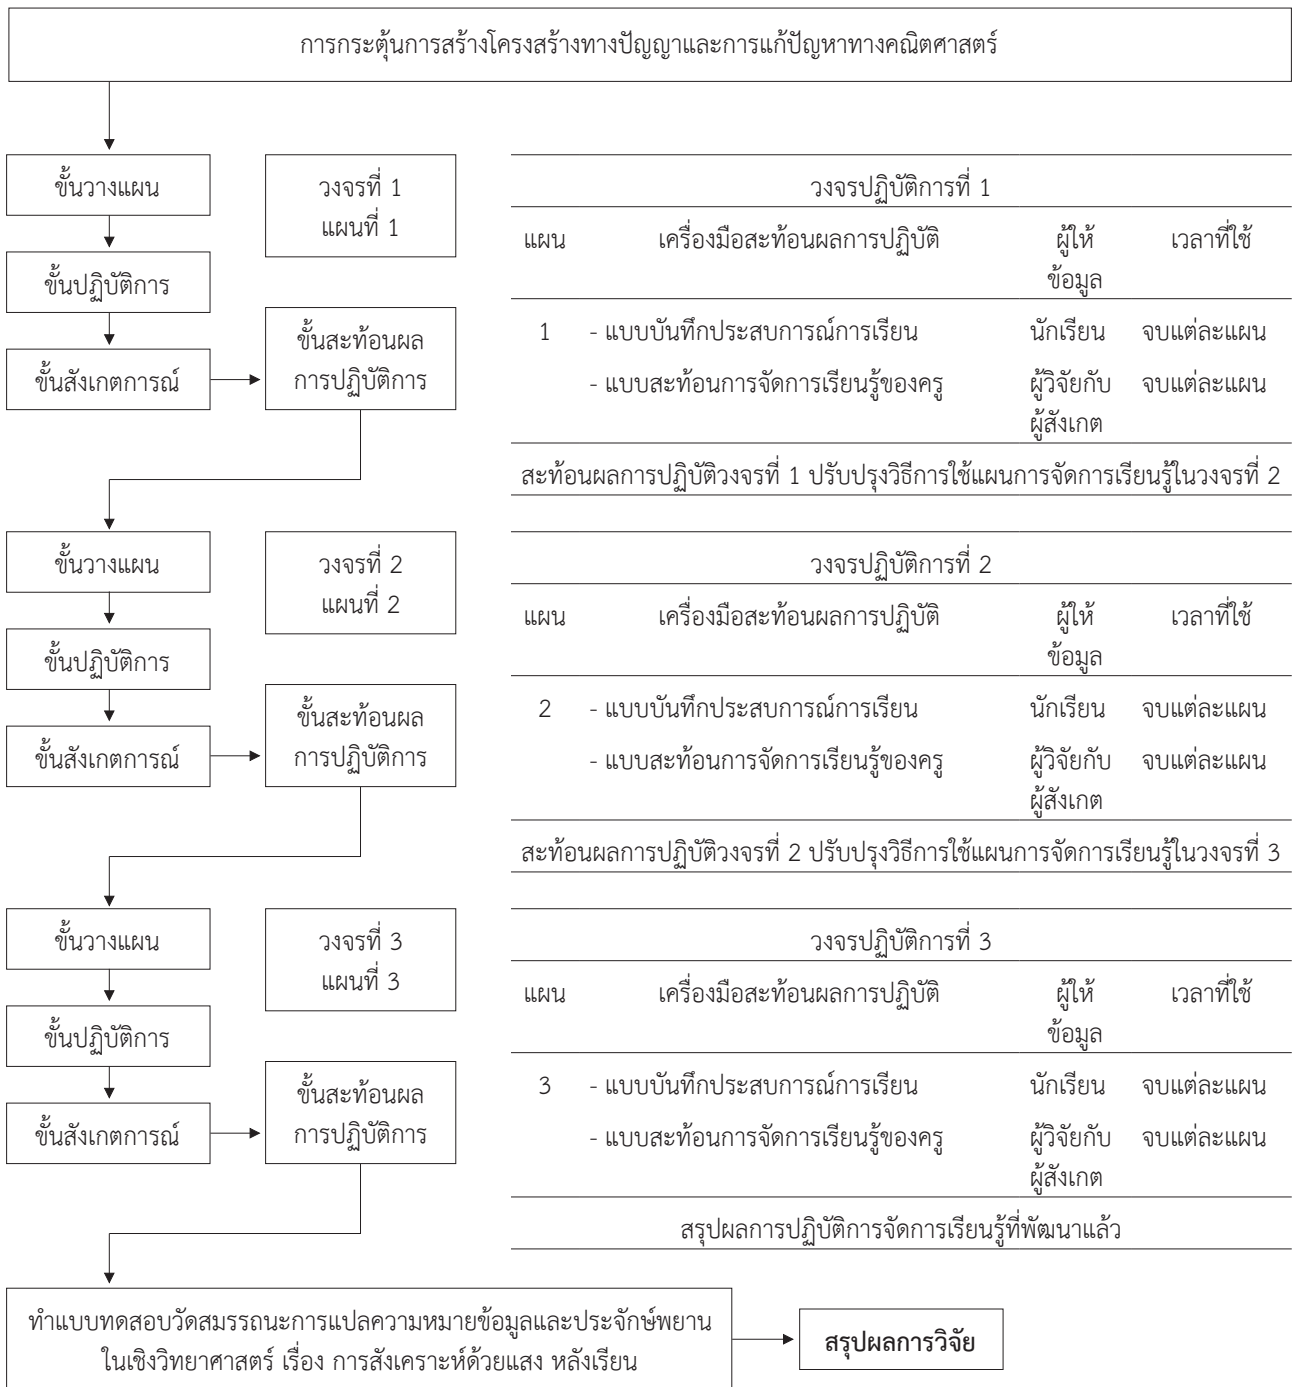 การกระตุ้นการสร้างโครงสร้างทางปัญญาและการแก้ปัญหาทางคณิตศาสตร์
ขั้นวางแผน
ขั้นปฏิบัติการ
ขั้นสังเกตการณ์
วงจรที่ 1
แผนที่ 1
ขั้นสะท้อนผล
การปฏิบัติการ
วงจรปฏิบัติการที่ 1
แผน เครื่องมือสะท้อนผลการปฏิบัติ ผู้ให้ เวลาที่ใช้
ข้อมูล
1 - แบบบันทึกประสบการณ์การเรียน นักเรียน จบแต่ละแผน
- แบบสะท้อนการจัดการเรียนรู้ของครู ผู้วิจัยกับ จบแต่ละแผน
ผู้สังเกต
สะท้อนผลการปฏิบัติวงจรที่ 1 ปรับปรุงวิธีการใช้แผนการจัดการเรียนรู้ในวงจรที่ 2
ขั้นวางแผน
ขั้นปฏิบัติการ
ขั้นสังเกตการณ์
วงจรที่ 2
แผนที่ 2
ขั้นสะท้อนผล
การปฏิบัติการ
วงจรปฏิบัติการที่ 2
แผน เครื่องมือสะท้อนผลการปฏิบัติ ผู้ให้ เวลาที่ใช้
ข้อมูล
2 - แบบบันทึกประสบการณ์การเรียน นักเรียน จบแต่ละแผน
- แบบสะท้อนการจัดการเรียนรู้ของครู ผู้วิจัยกับ จบแต่ละแผน
ผู้สังเกต
สะท้อนผลการปฏิบัติวงจรที่ 2 ปรับปรุงวิธีการใช้แผนการจัดการเรียนรู้ในวงจรที่ 3
ขั้นวางแผน
ขั้นปฏิบัติการ
ขั้นสังเกตการณ์
วงจรที่ 3
แผนที่ 3
ขั้นสะท้อนผล
การปฏิบัติการ
วงจรปฏิบัติการที่ 3
แผน เครื่องมือสะท้อนผลการปฏิบัติ ผู้ให้ เวลาที่ใช้
ข้อมูล
3 - แบบบันทึกประสบการณ์การเรียน นักเรียน จบแต่ละแผน
- แบบสะท้อนการจัดการเรียนรู้ของครู ผู้วิจัยกับ จบแต่ละแผน
ผู้สังเกต
สรุปผลการปฏิบัติการจัดการเรียนรู้ที่พัฒนาแล้ว
ทำแบบทดสอบวัดสมรรถนะการแปลความหมายข้อมูลและประจักษ์พยาน
ในเชิงวิทยาศาสตร์ เรื่อง การสังเคราะห์ด้วยแสง หลังเรียน
สรุปผลการวิจัย